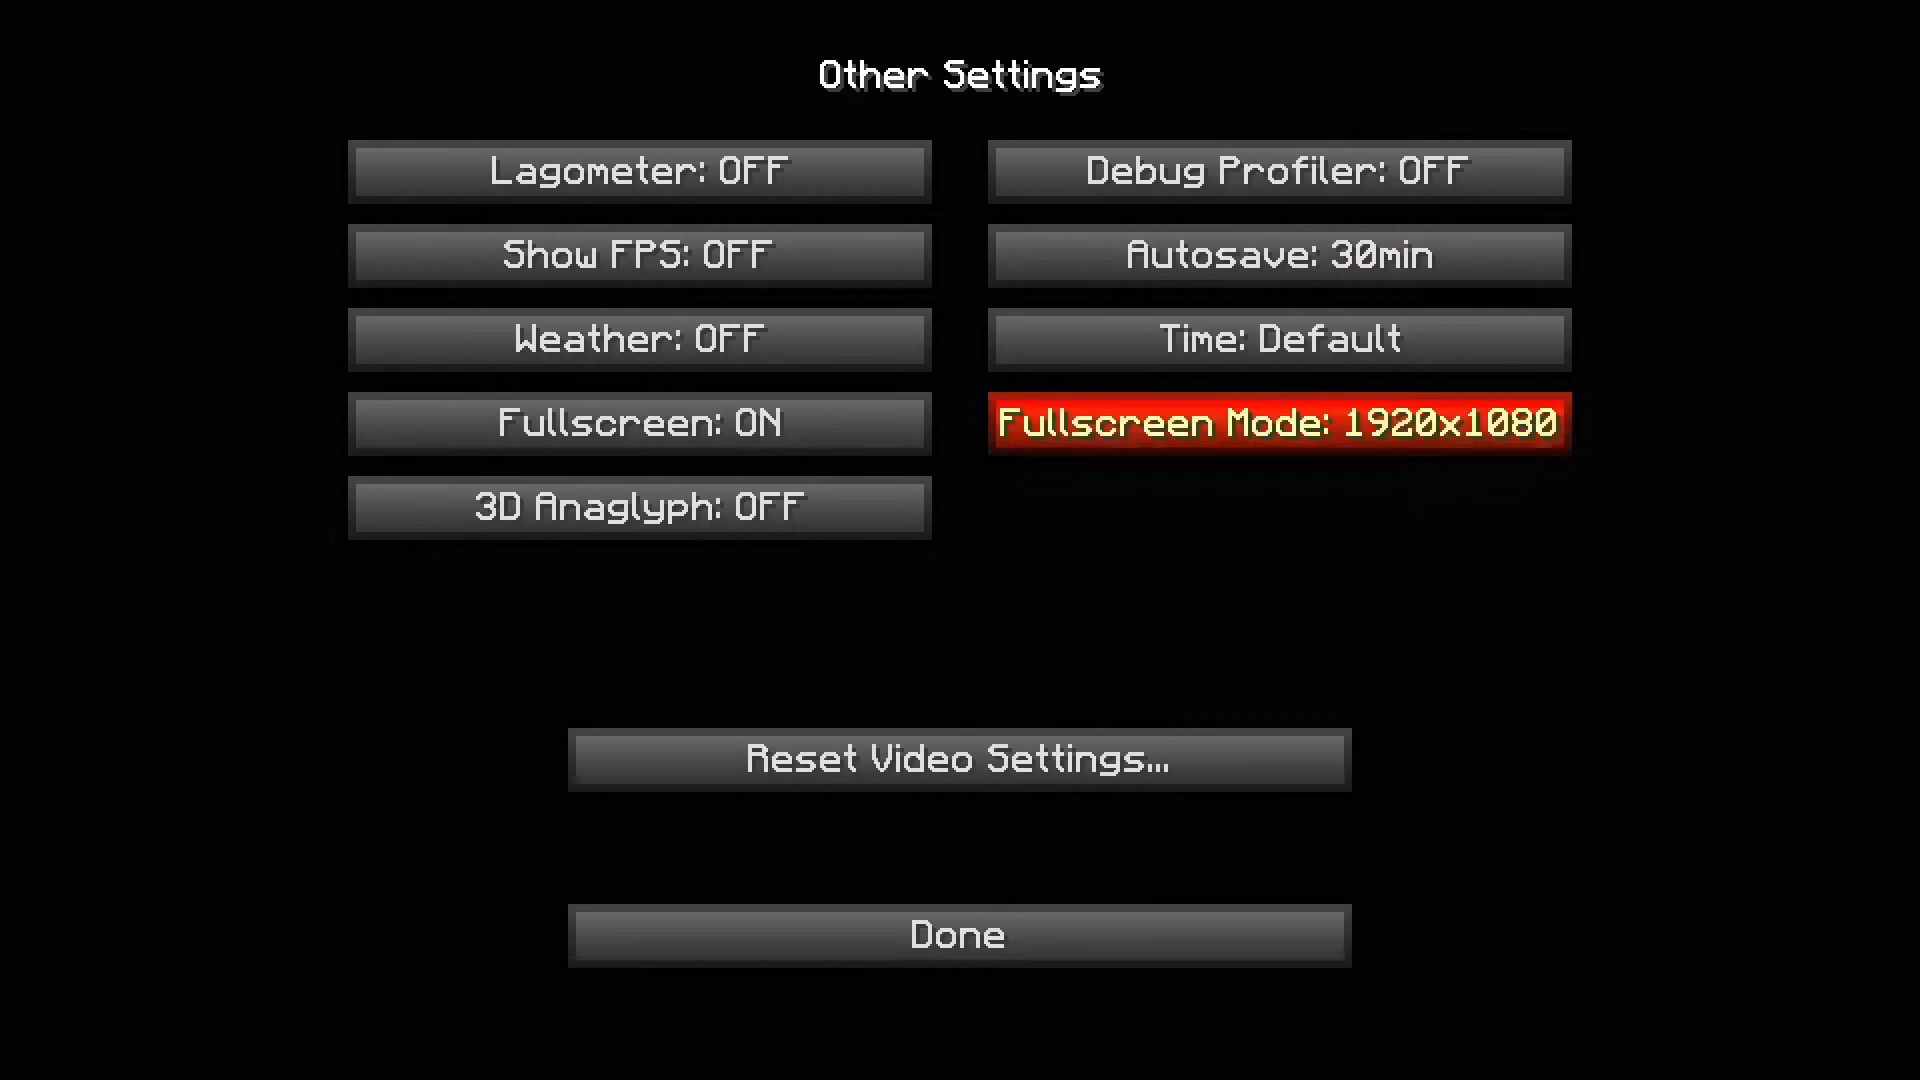 Other Settings
Lagometer: OFF
Debug Profiler: OFF
Show FPS: OFF
Autosave: 30min
Weather: OFF
Time: Default
Fullscreen: ON
Fullscreen Mode: 1920x1080
3D Anaglyph: OFF
Reset Video Settings...
Done